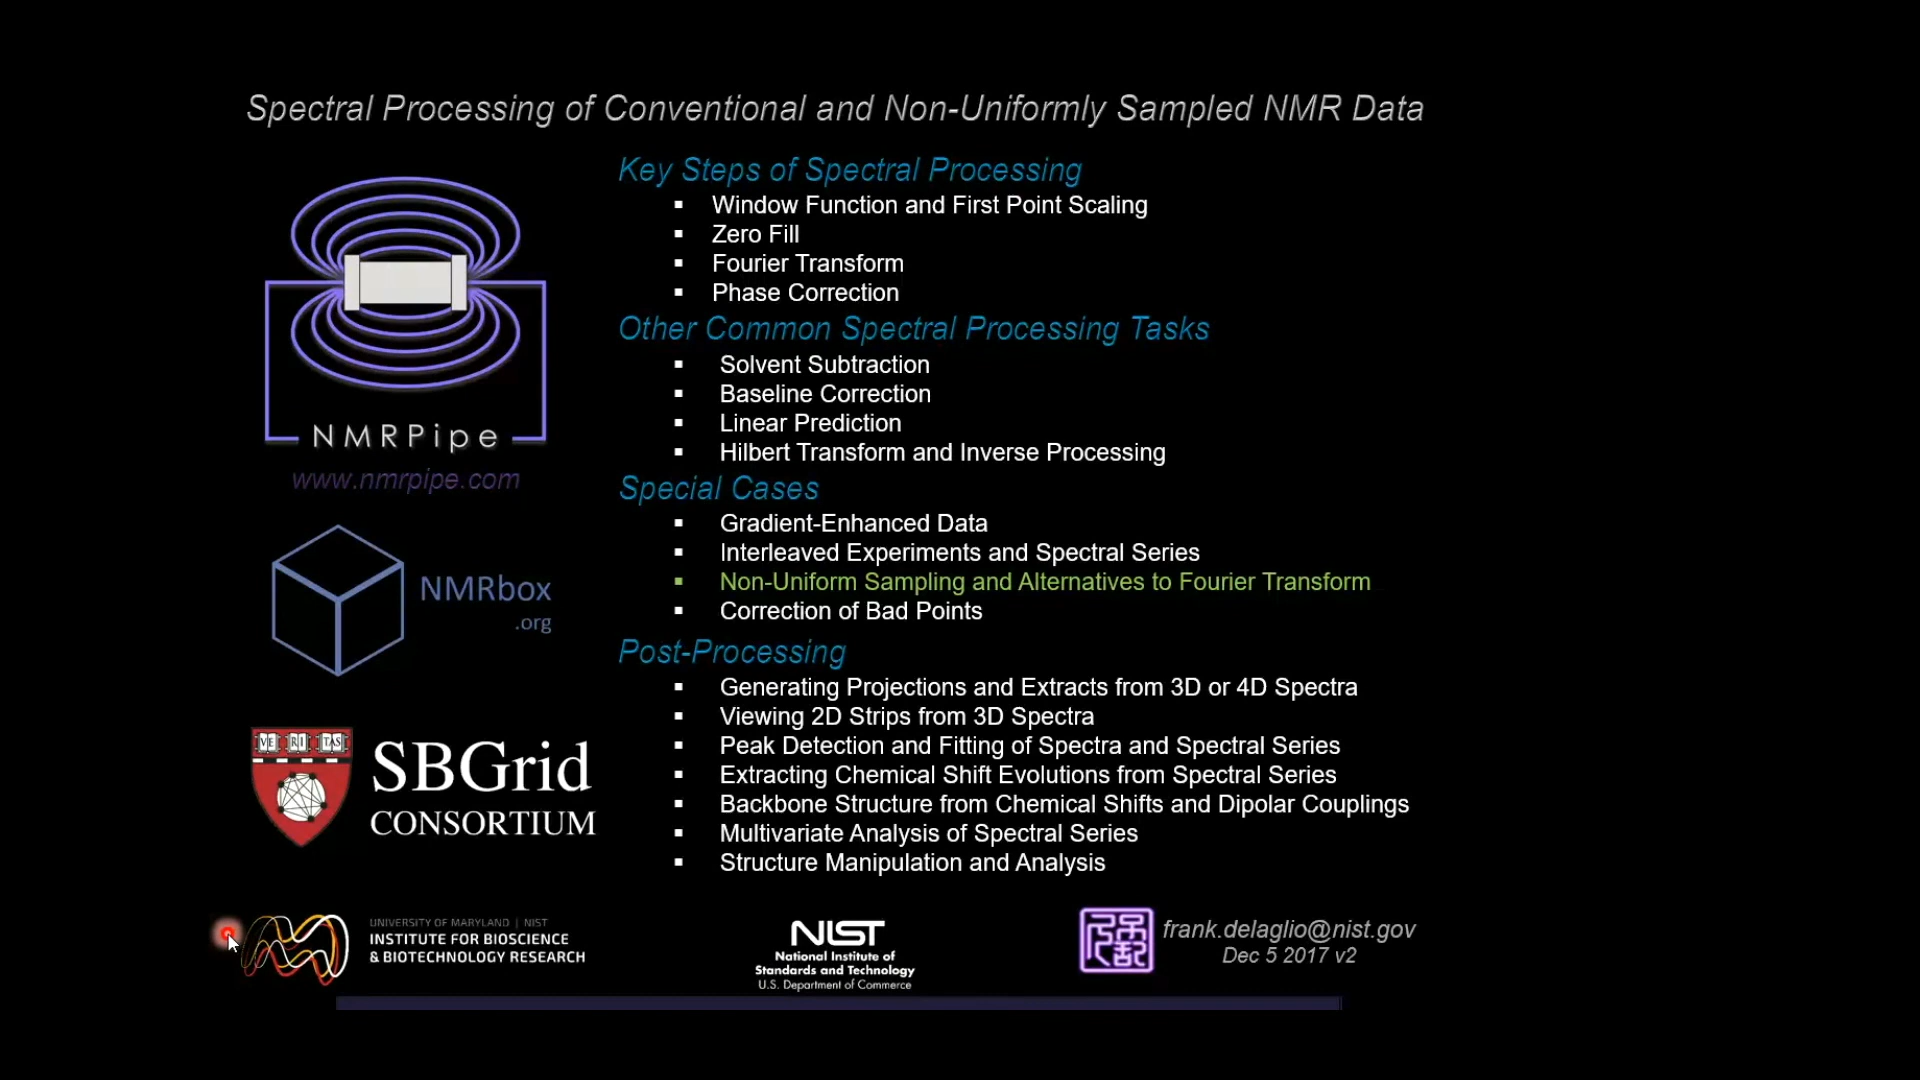 Spectral Processing of Conventional and Non-Uniformly Sampled NMR Data
Key Steps of Spectral Processing
▪ Window Function and First Point Scaling
▪ Zero Fill
▪ Fourier Transform
▪ Phase Correction
Other Common Spectral Processing Tasks
▪ Solvent Subtraction
▪ Baseline Correction
▪ Linear Prediction
▪ Hilbert Transform and Inverse Processing
Special Cases
▪ Gradient-Enhanced Data
▪ Interleaved Experiments and Spectral Series
▪ Non-Uniform Sampling and Alternatives to Fourier Transform
▪ Correction of Bad Points
Post-Processing
▪ Generating Projections and Extracts from 3D or 4D Spectra
▪ Viewing 2D Strips from 3D Spectra
▪ Peak Detection and Fitting of Spectra and Spectral Series
▪ Extracting Chemical Shift Evolutions from Spectral Series
▪ Backbone Structure from Chemical Shifts and Dipolar Couplings
▪ Multivariate Analysis of Spectral Series
▪ Structure Manipulation and Analysis
NMRPipe
www.nmrpipe.com
NMRbox
.org
VE RI TAS
SBGrid
CONSORTIUM
UNIVERSITY OF MARYLAND | NIST
INSTITUTE FOR BIOSCIENCE
& BIOTECHNOLOGY RESEARCH
NIST
National Institute of
Standards and Technology
U.S. Department of Commerce
frank.delaglio@nist.gov
Dec 5 2017 v2